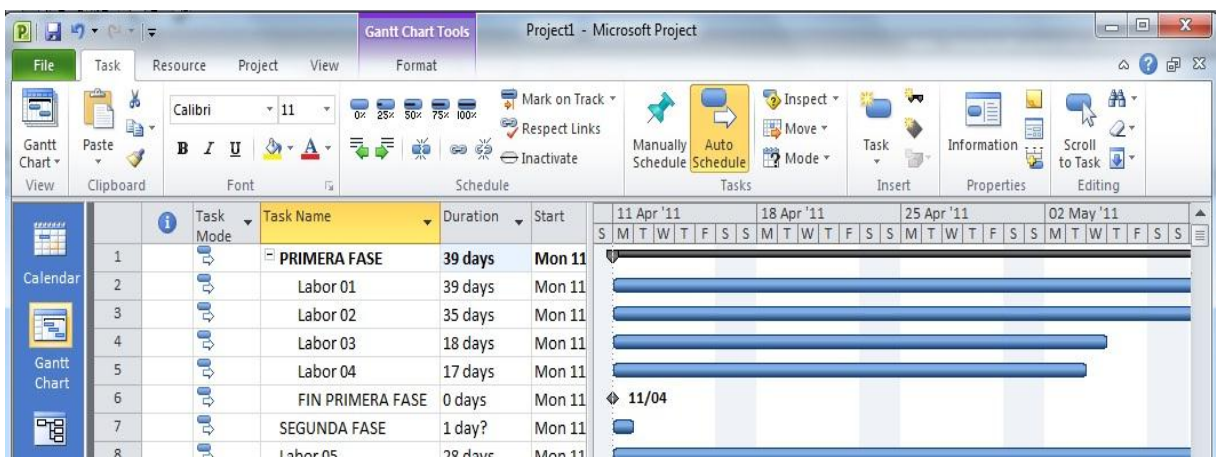 Gantt Chart Tools Project1 - Microsoft Project
File Task Resource Project View Format
Calibri 11 0% 25% 50% 75% 100% Mark on Track Inspect
Respect Links Move
Gantt Chart Paste B I U A Inactivate Manually Schedule Auto Schedule Mode Task Information Scroll to Task
View Clipboard Font Schedule Tasks Insert Properties Editing
Task Mode Task Name Duration Start 11 Apr '11 18 Apr '11 25 Apr '11 02 May '11
S M T W T F S S M T W T F S S M T W T F S S M T W T F S S
1 PRIMERA FASE 39 days Mon 11
Calendar
2 Labor 01 39 days Mon 11
3 Labor 02 35 days Mon 11
4 Labor 03 18 days Mon 11
Gantt Chart
5 Labor 04 17 days Mon 11
6 FIN PRIMERA FASE 0 days Mon 11 11/04
7 SEGUNDA FASE 1 day? Mon 11
8 Labor 05 28 days Mon 11